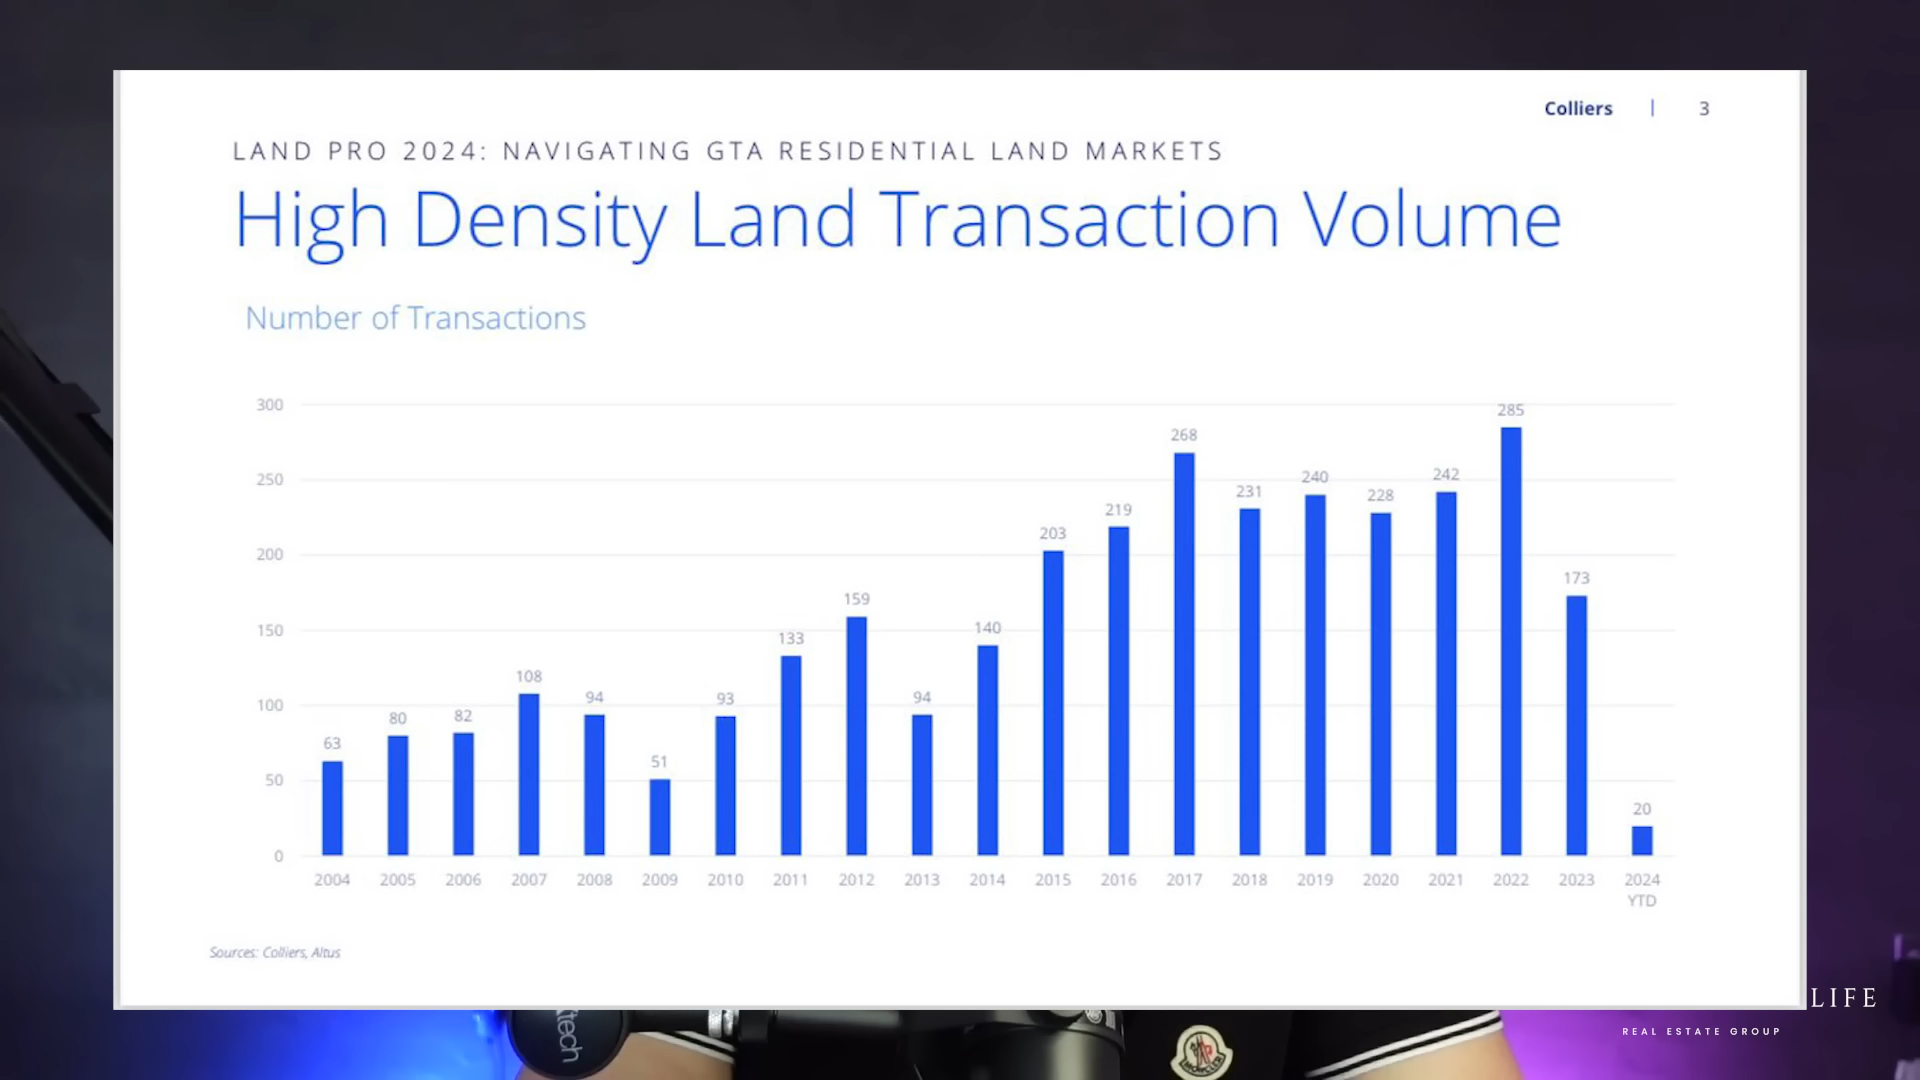 Colliers | 3
LAND PRO 2024: NAVIGATING GTA RESIDENTIAL LAND MARKETS
High Density Land Transaction Volume
Number of Transactions
300
250
200
150
100
50
0
63
80
82
108
94
51
93
133
159
94
140
203
219
268
231
240
228
242
285
173
20
2004 2005 2006 2007 2008 2009 2010 2011 2012 2013 2014 2015 2016 2017 2018 2019 2020 2021 2022 2023 2024
YTD
Sources: Colliers, Altus
LIFE
REAL ESTATE GROUP
tech
MONCLER